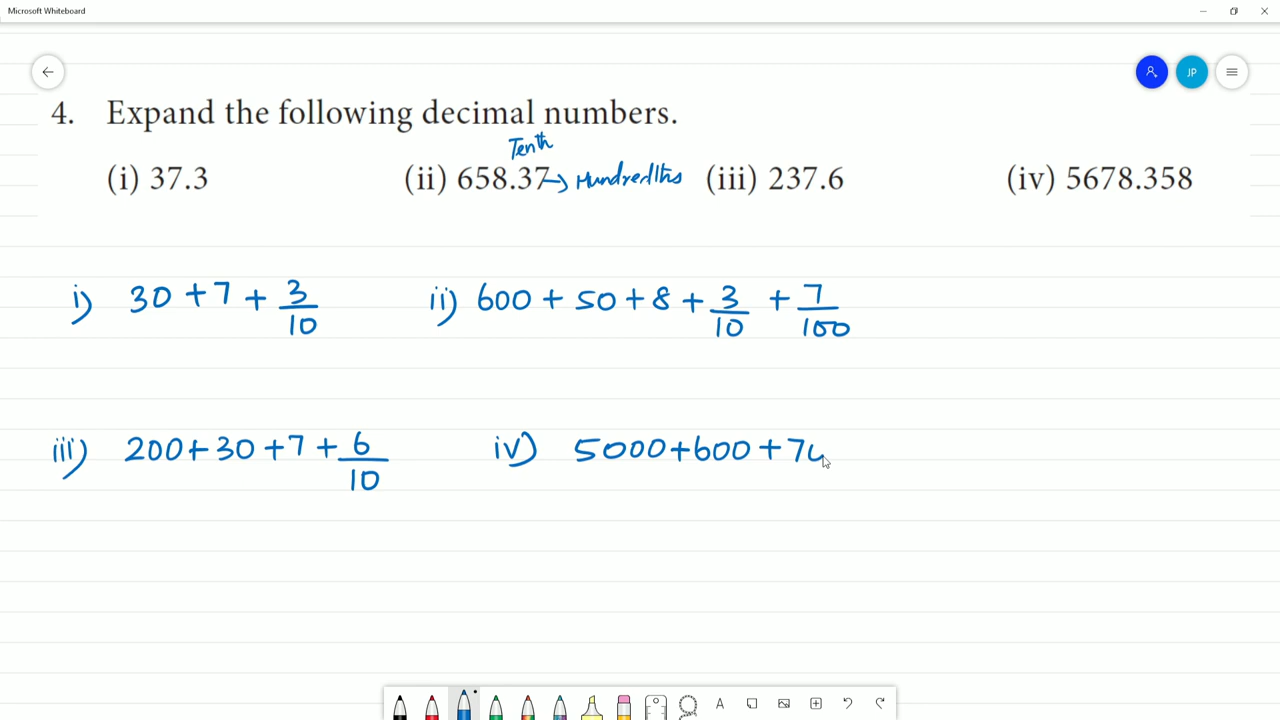 Microsoft Whiteboard
JP
4. Expand the following decimal numbers.
Tenth
(i) 37.3 (ii) 658.37 → Hundredths (iii) 237.6 (iv) 5678.358
i) 30 + 7 + 3/10 ii) 600 + 50 + 8 + 3/10 + 7/100
iii) 200 + 30 + 7 + 6/10 iv) 5000 + 600 + 7
A